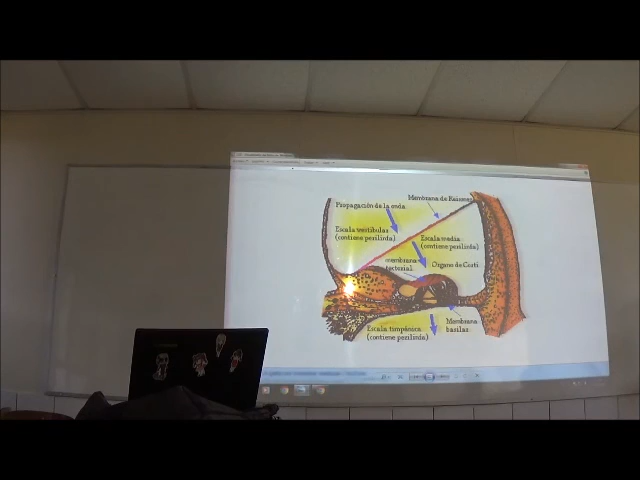 Propagación de la onda
Membrana de Reissner
Escala vestibular
(contiene perilinfa)
Escala media
(contiene perilinfa)
membrana
tectorial
Organo de Corti
Escala timpánica
(contiene perilinfa)
Membrana
basilar